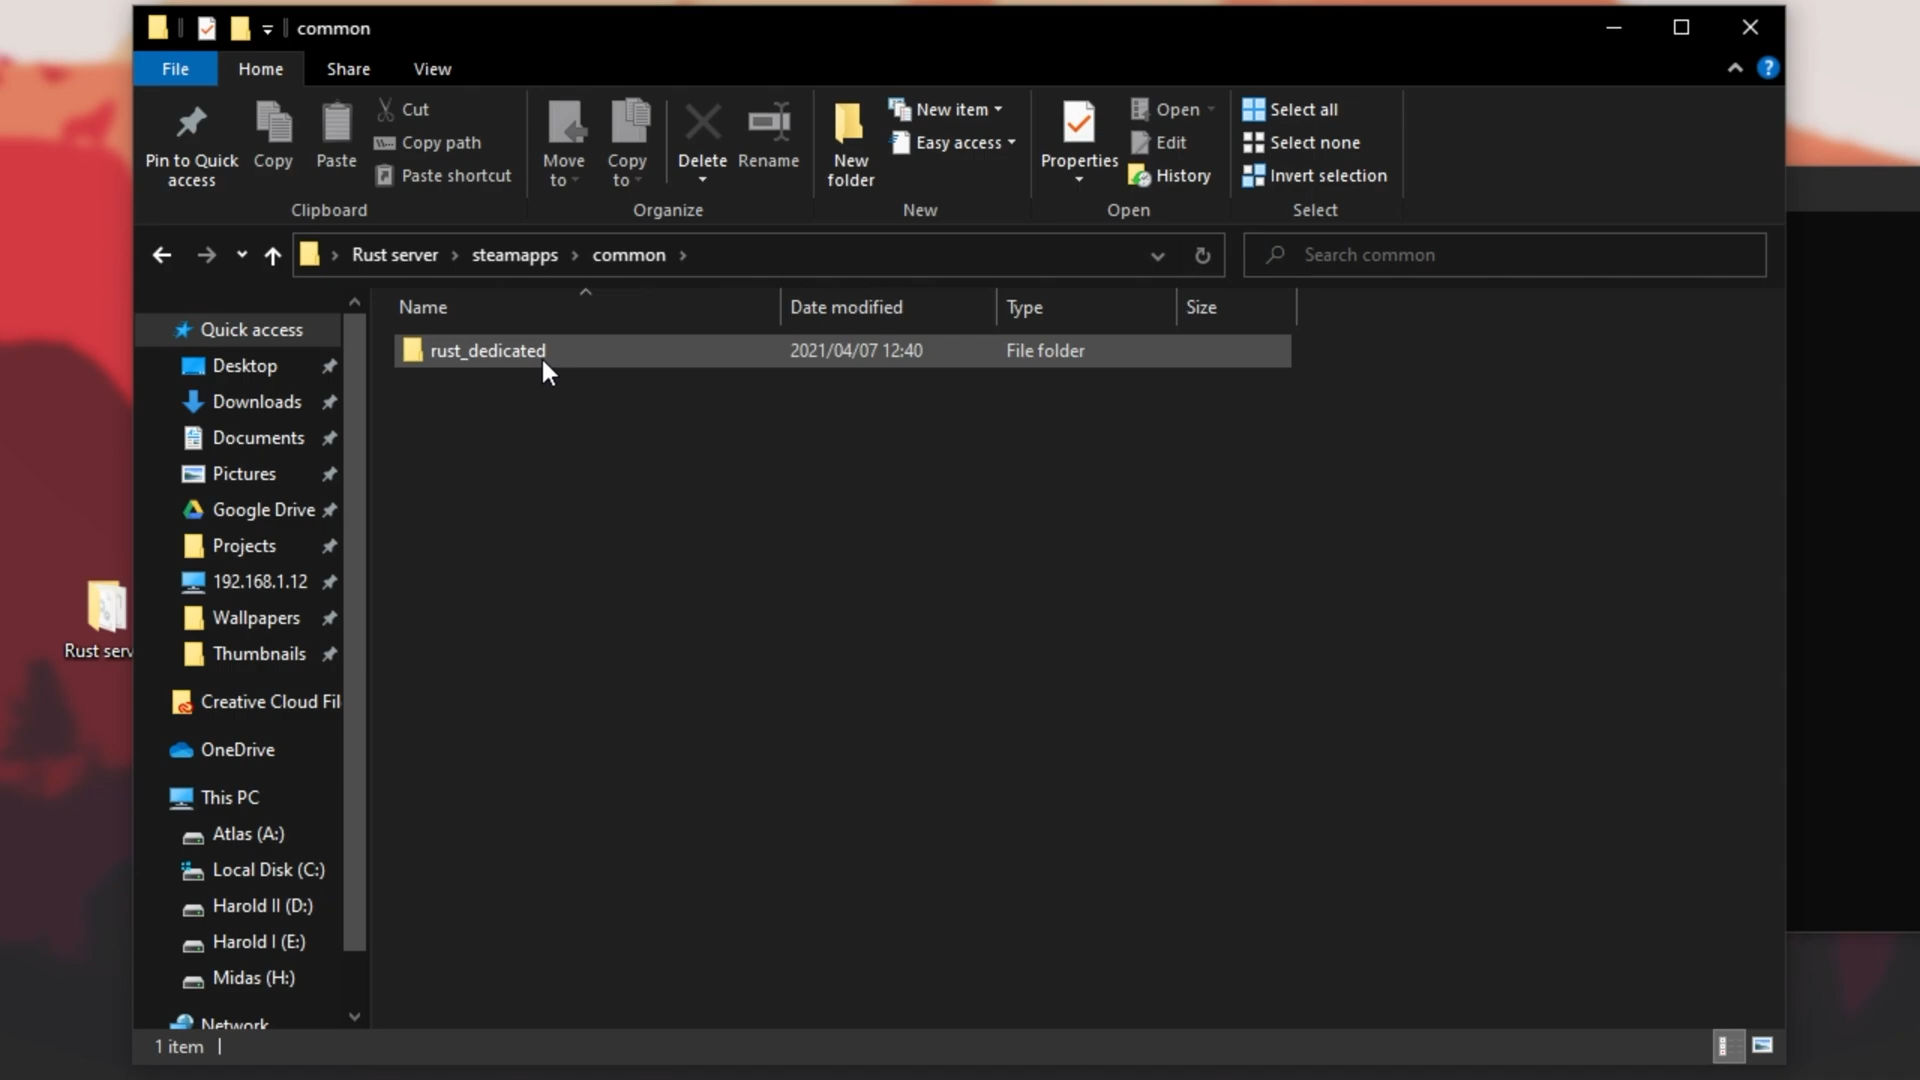 common
File Home Share View
Pin to Quick access
Copy
Paste
Cut
Copy path
Paste shortcut
Clipboard
Move to
Copy to
Delete
Rename
Organize
New folder
New item
Easy access
New
Properties
Open
Edit
History
Open
Select all
Select none
Invert selection
Select
Rust server steamapps common
Search common
Name Date modified Type Size
rust_dedicated 2021/04/07 12:40 File folder
Quick access
Desktop
Downloads
Documents
Pictures
Google Drive
Projects
192.168.1.12
Wallpapers
Thumbnails
Creative Cloud Fil
OneDrive
This PC
Atlas (A:)
Local Disk (C:)
Harold II (D:)
Harold I (E:)
Midas (H:)
Network
Rust serv
1 item